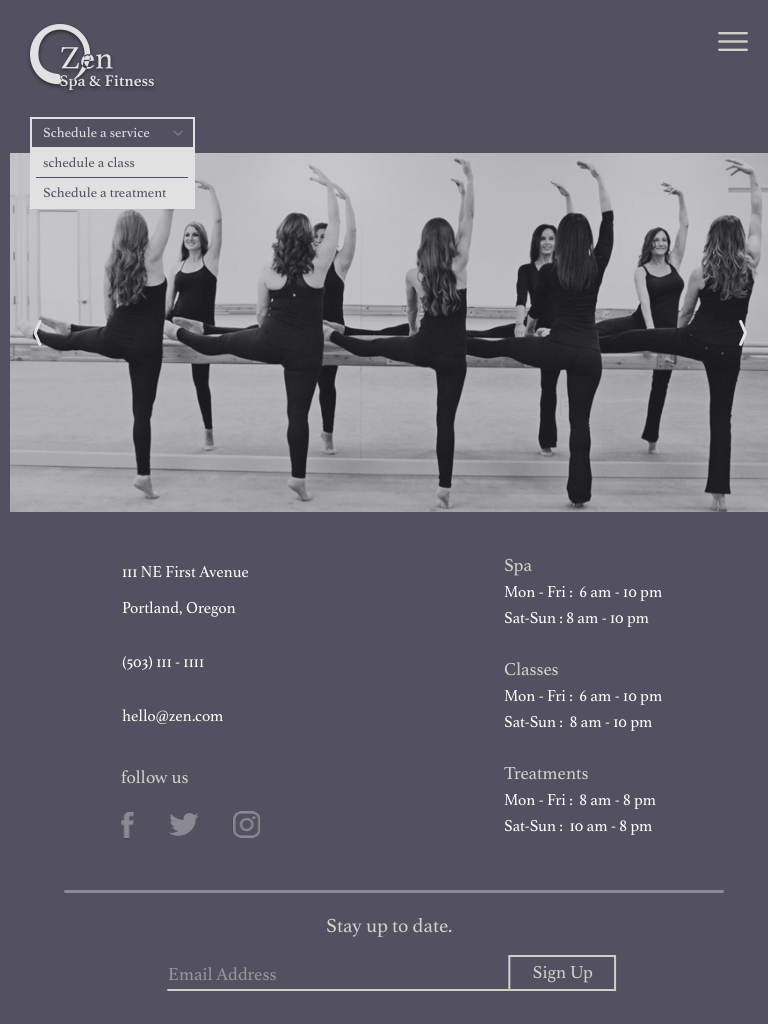 Zen
Spa & Fitness
Schedule a service
schedule a class
Schedule a treatment
111 NE First Avenue
Portland, Oregon
(503) 111 - 1111
hello@zen.com
follow us
Spa
Mon - Fri : 6 am - 10 pm
Sat-Sun : 8 am - 10 pm
Classes
Mon - Fri : 6 am - 10 pm
Sat-Sun : 8 am - 10 pm
Treatments
Mon - Fri : 8 am - 8 pm
Sat-Sun : 10 am - 8 pm
Stay up to date.
Email Address
Sign Up